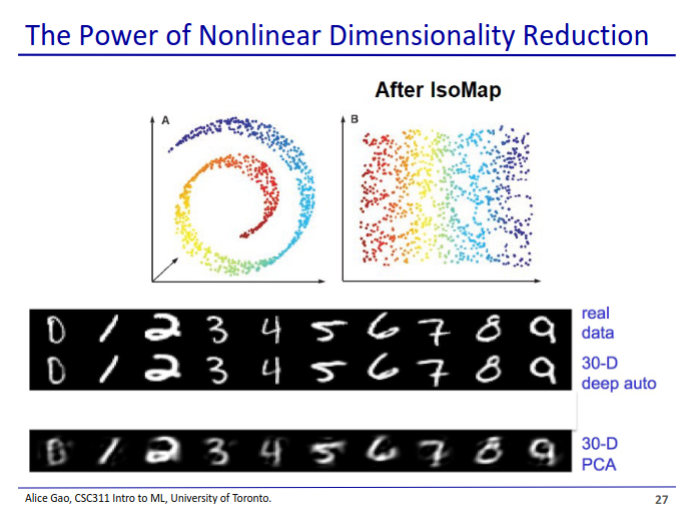 The Power of Nonlinear Dimensionality Reduction
After IsoMap
A
B
0 1 2 3 4 5 6 7 8 9
real
data
0 1 2 3 4 5 6 7 8 9
30-D
deep auto
0 1 2 3 4 5 6 7 8 9
30-D
PCA
Alice Gao, CSC311 Intro to ML, University of Toronto.
27